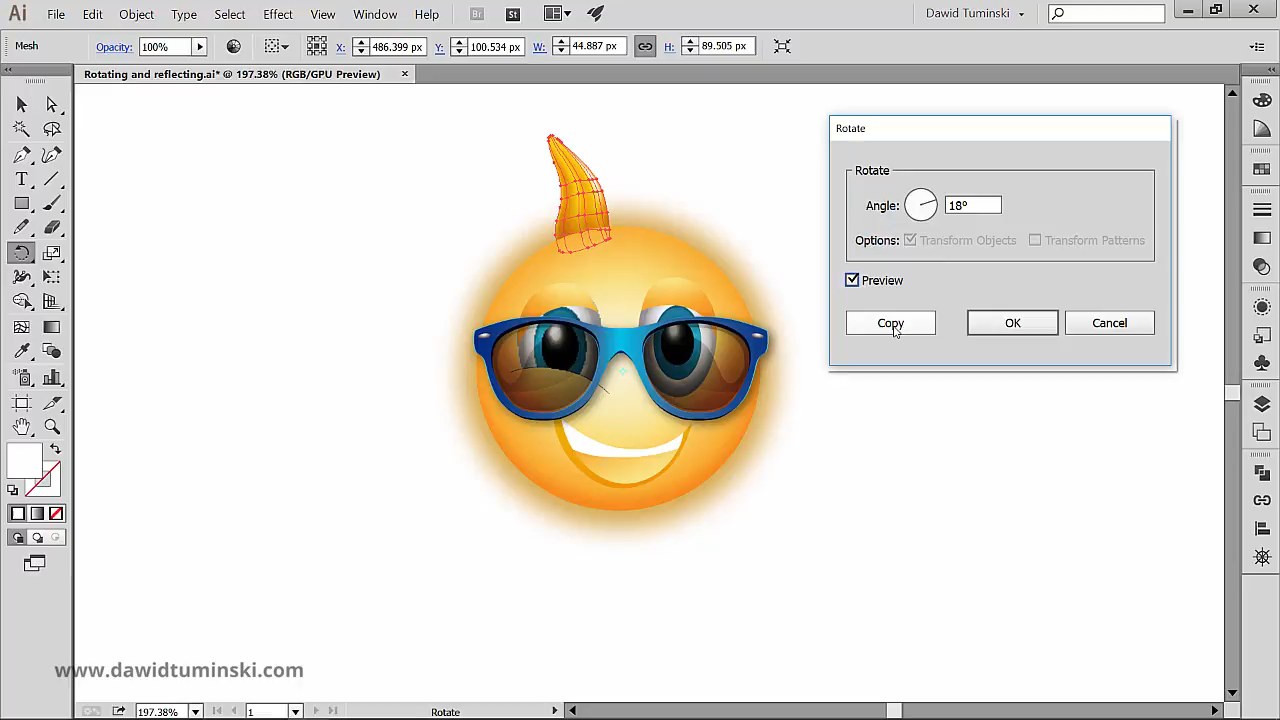 Ai File Edit Object Type Select Effect View Window Help Br St Dawid Tuminski
Mesh Opacity: 100% X: 486.399 px Y: 100.534 px W: 44.887 px H: 89.505 px
Rotating and reflecting.ai* @ 197.38% (RGB/GPU Preview) ×
Rotate
Rotate
Angle: 18°
Options: Transform Objects Transform Patterns
Preview
Copy OK Cancel
www.dawidtuminski.com
197.38% 1 Rotate